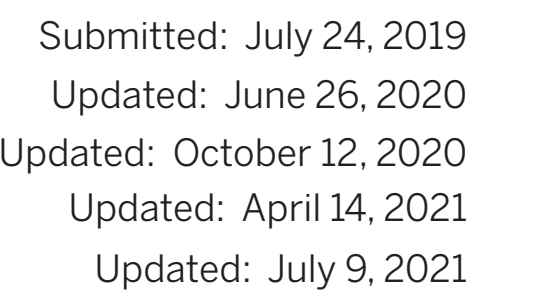 Submitted: July 24, 2019
Updated: June 26, 2020
Updated: October 12, 2020
Updated: April 14, 2021
Updated: July 9, 2021